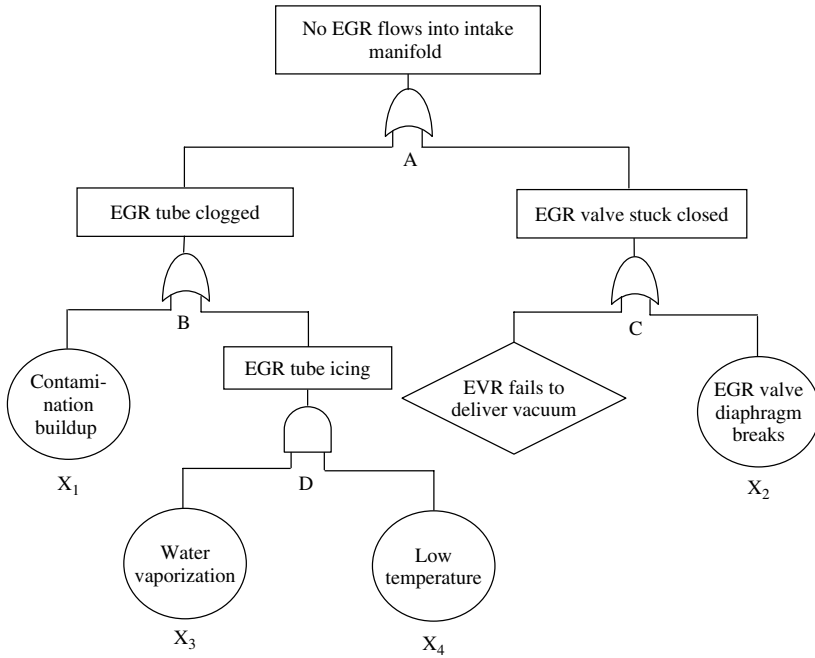 No EGR flows into intake
manifold
A
EGR tube clogged
EGR valve stuck closed
B
C
Contami-
nation
buildup
X₁
EGR tube icing
EVR fails to
deliver vacuum
EGR valve
diaphragm
breaks
X₂
D
Water
vaporization
X₃
Low
temperature
X₄